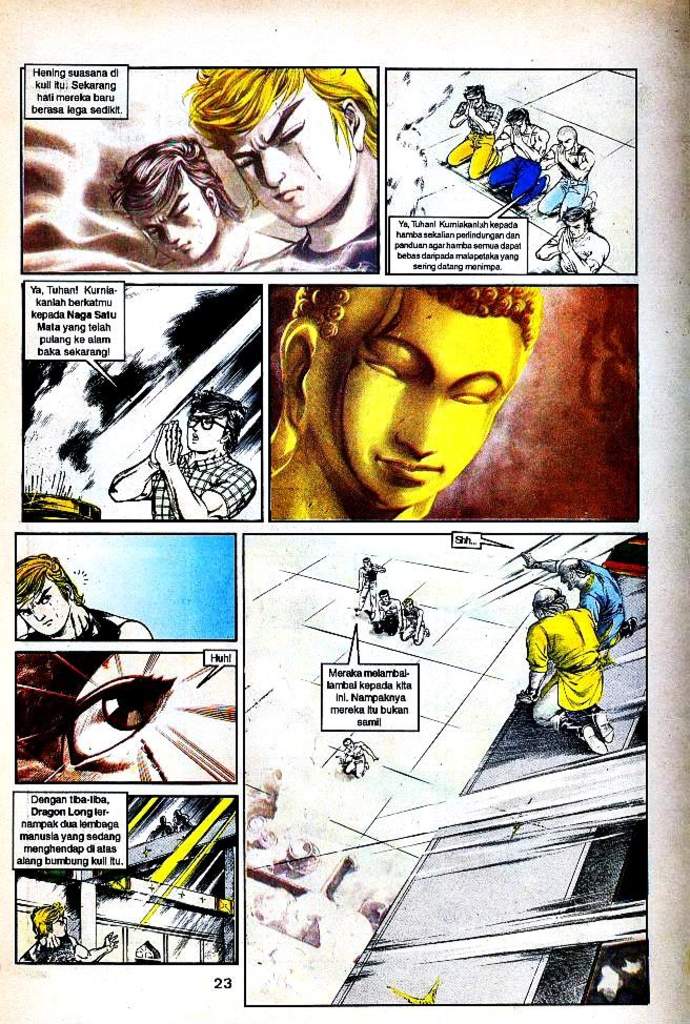 Hening suasana di
kuil itu. Sekarang
hati mereka baru
berasa lega sedikit.
Ya, Tuhan! Kurniakanlah kepada
hamba sekalian perlindungan dan
panduan agar hamba semua dapat
bebas daripada malapetaka yang
sering datang menimpa.
Ya, Tuhan! Kurnia-
kanlah berkatmu
kepada Naga Satu
Mata yang telah
pulang ke alam
baka sekarang!
Huh!
Dengan tiba-tiba,
Dragon Long ter-
nampak dua lembaga
manusia yang sedang
menghendap di atas
alang bumbung kuil itu.
Shh...
Meraka melambai-
lambai kepada kita
ini. Nampaknya
mereka itu bukan
sami!
23